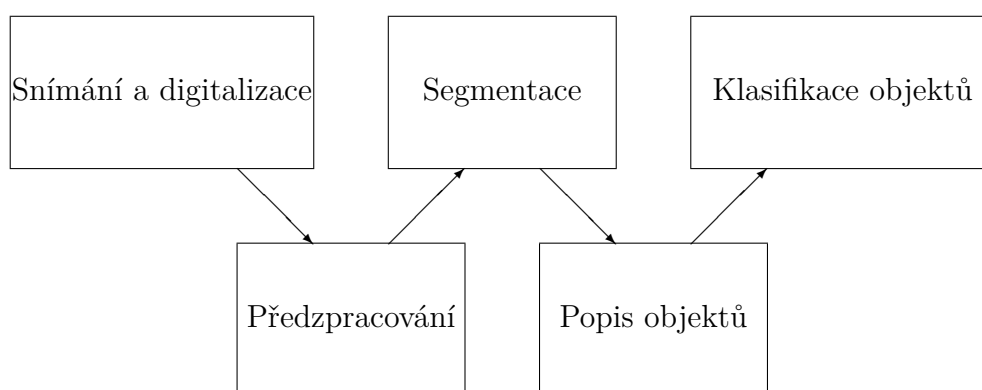 Snímání a digitalizace
Segmentace
Klasifikace objektů
Předzpracování
Popis objektů